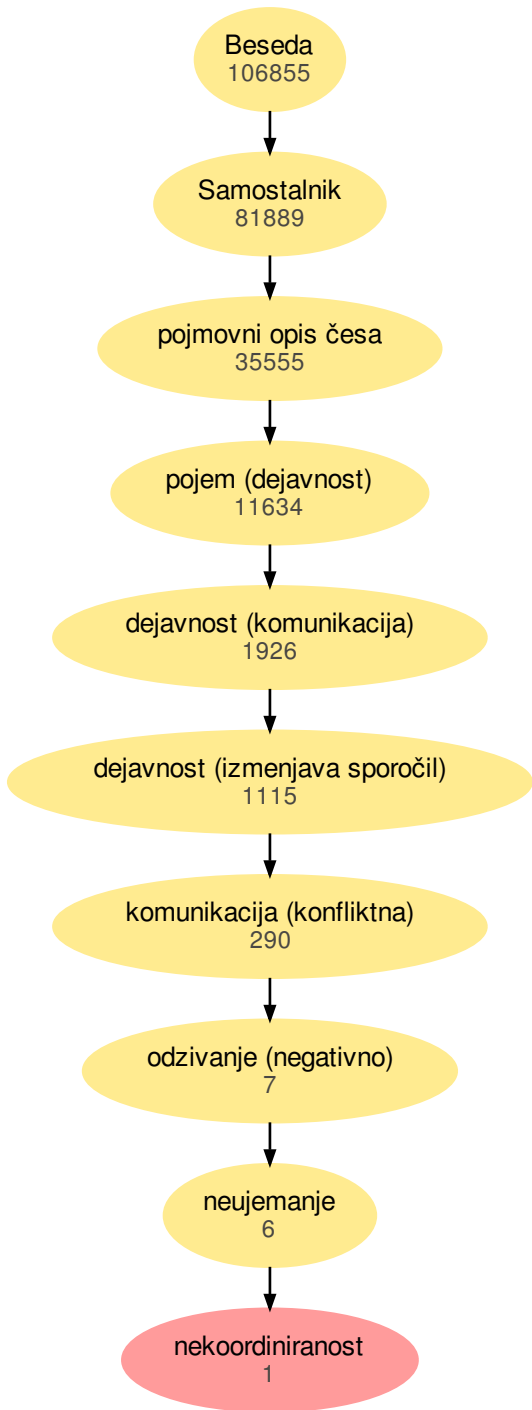 Beseda
106855
Samostalnik
81889
pojmovni opis česa
35555
pojem (dejavnost)
11634
dejavnost (komunikacija)
1926
dejavnost (izmenjava sporočil)
1115
komunikacija (konfliktna)
290
odzivanje (negativno)
7
neujemanje
6
nekoordiniranost
1